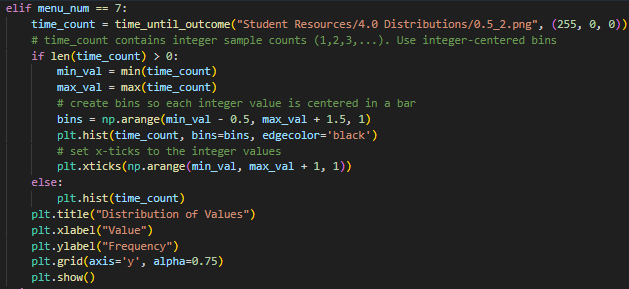 elif menu_num == 7:
    time_count = time_until_outcome("Student Resources/4.0 Distributions/0.5_2.png", (255, 0, 0))
    # time_count contains integer sample counts (1,2,3,...). Use integer-centered bins
    if len(time_count) > 0:
        min_val = min(time_count)
        max_val = max(time_count)
        # create bins so each integer value is centered in a bar
        bins = np.arange(min_val - 0.5, max_val + 1.5, 1)
        plt.hist(time_count, bins=bins, edgecolor='black')
        # set x-ticks to the integer values
        plt.xticks(np.arange(min_val, max_val + 1, 1))
    else:
        plt.hist(time_count)
    plt.title("Distribution of Values")
    plt.xlabel("Value")
    plt.ylabel("Frequency")
    plt.grid(axis='y', alpha=0.75)
    plt.show()